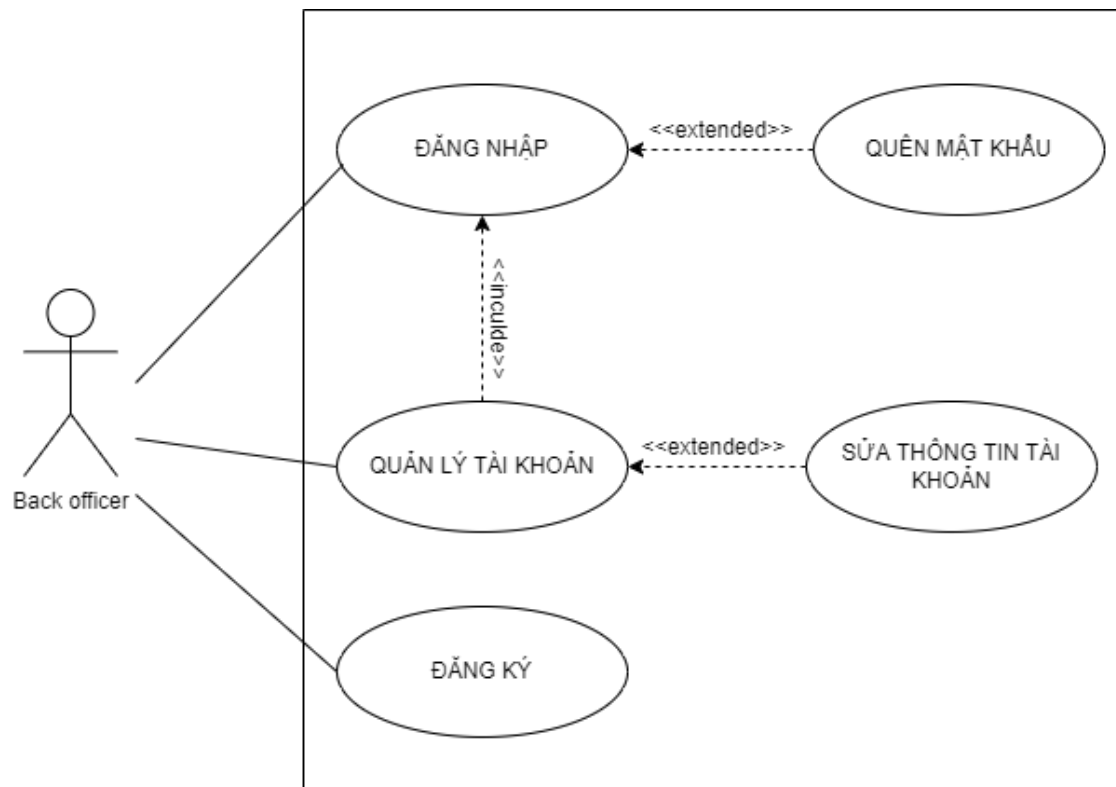 ĐĂNG NHẬP
<<extended>>
QUÊN MẬT KHẨU
<<inculde>>
Back officer
QUẢN LÝ TÀI KHOẢN
<<extended>>
SỬA THÔNG TIN TÀI
KHOẢN
ĐĂNG KÝ